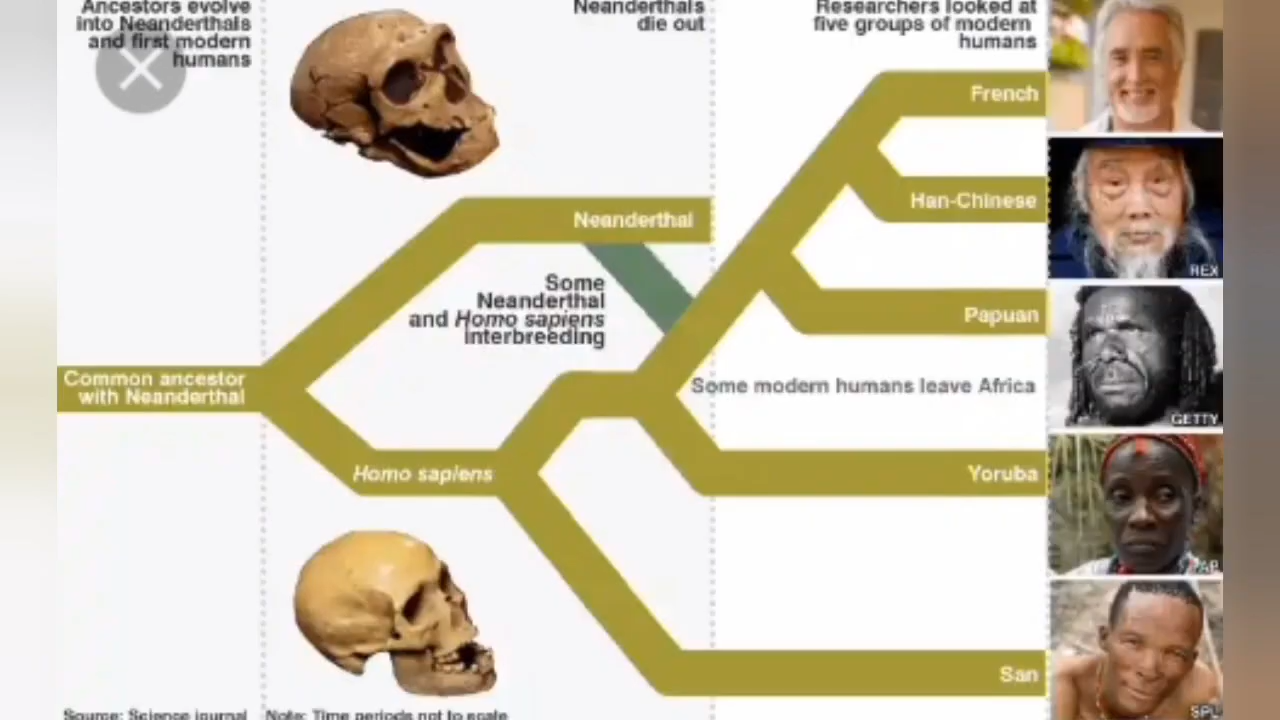 Ancestors evolve
into Neanderthals
and first modern
humans
Neanderthals
die out
Researchers looked at
five groups of modern
humans
French
Han-Chinese
REX
Neanderthal
Some
Neanderthal
and Homo sapiens
interbreeding
Papuan
Common ancestor
with Neanderthal
Some modern humans leave Africa
GETTY
Homo sapiens
Yoruba
AP
San
SPL
Source: Science journal
Note: Time periods not to scale